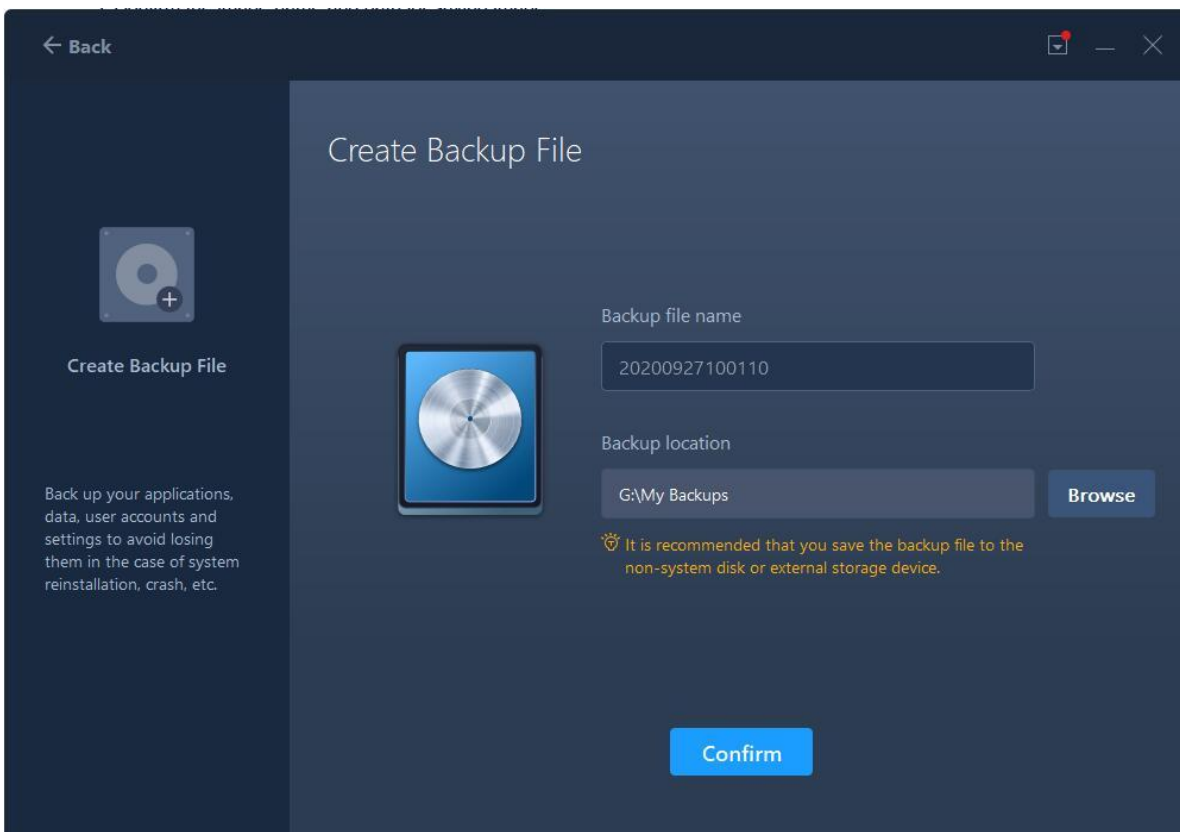 ← Back
Create Backup File
Create Backup File
Back up your applications,
data, user accounts and
settings to avoid losing
them in the case of system
reinstallation, crash, etc.
Backup file name
20200927100110
Backup location
G:\My Backups
Browse
It is recommended that you save the backup file to the
non-system disk or external storage device.
Confirm